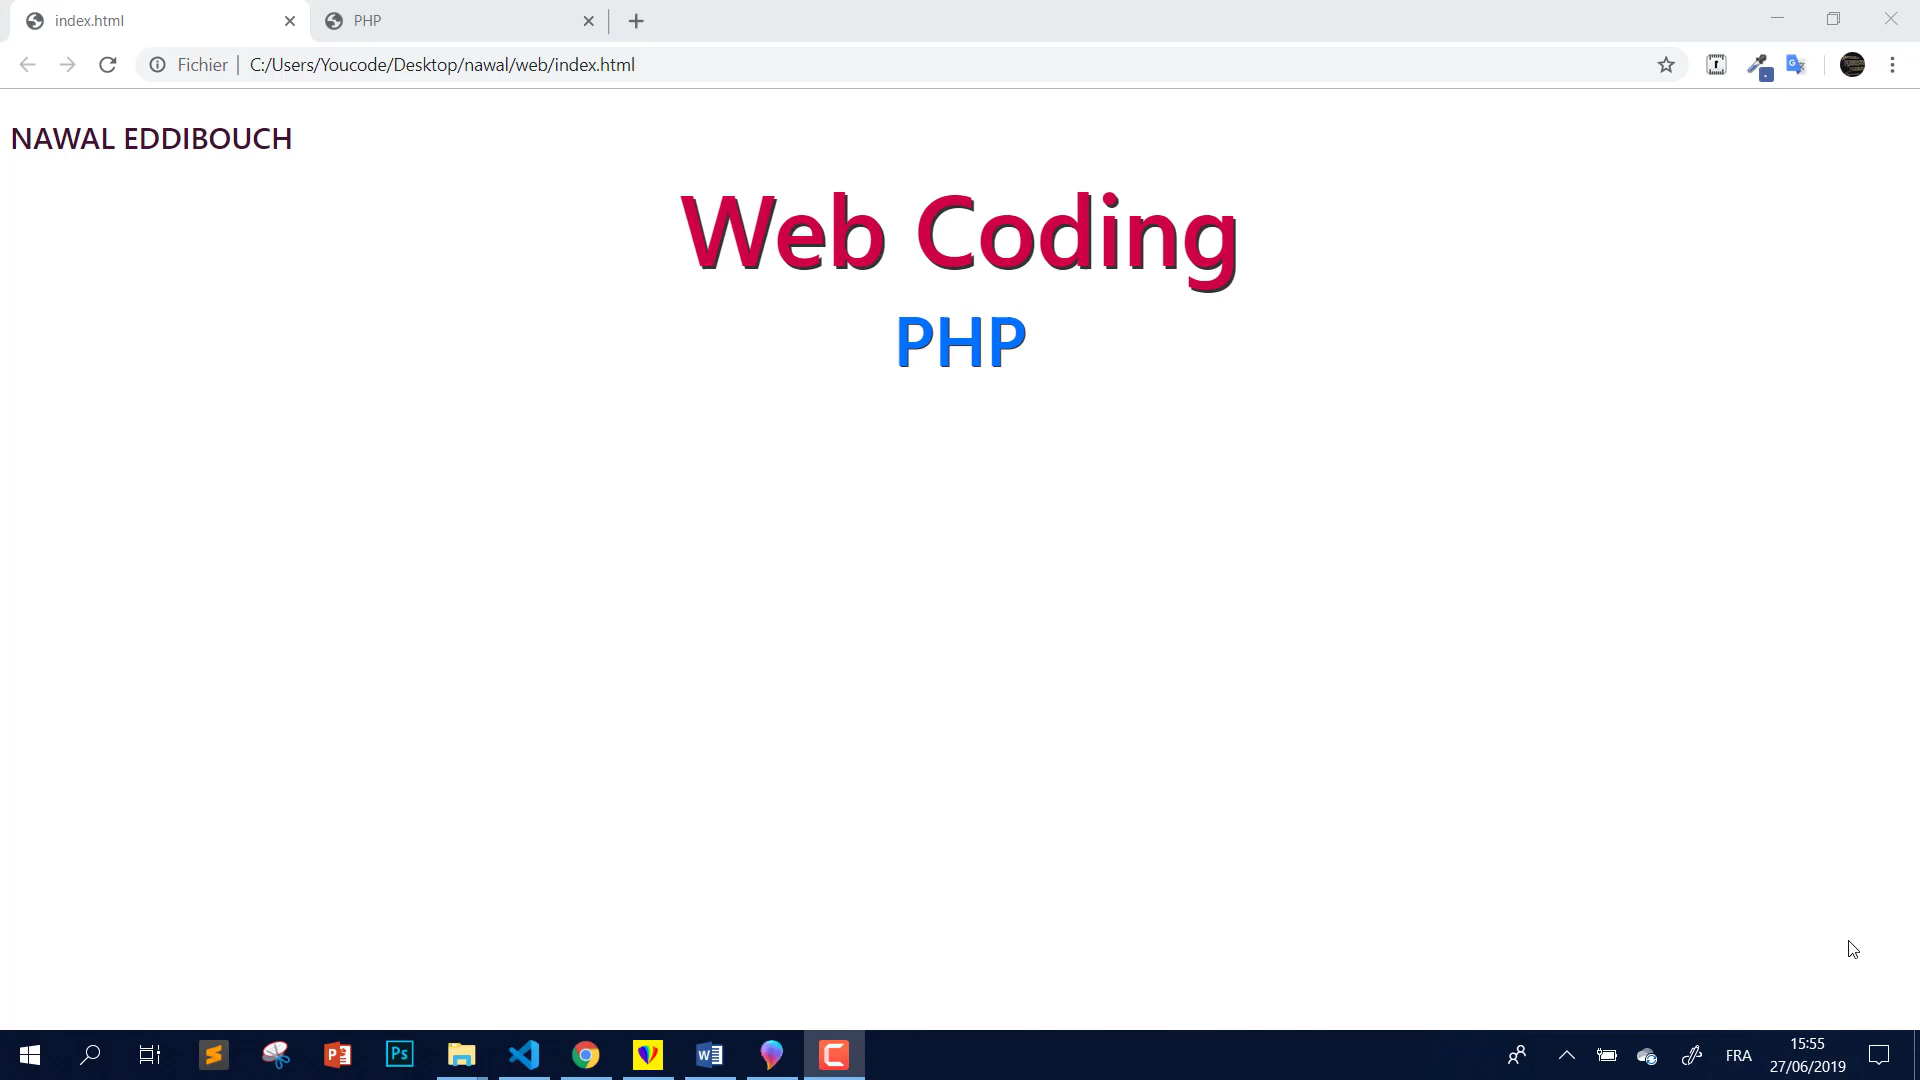 index.html
PHP
Fichier C:/Users/Youcode/Desktop/nawal/web/index.html
NAWAL EDDIBOUCH
Web Coding
PHP
FRA
15:55
27/06/2019